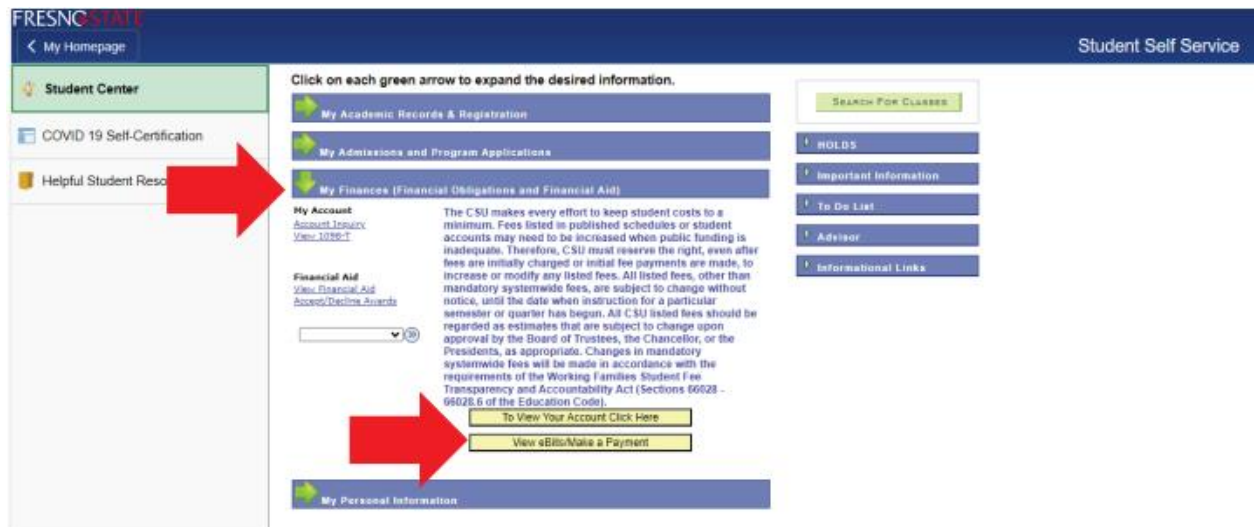 FRESNO STATE
My Homepage
Student Self Service
Student Center
COVID 19 Self-Certification
Helpful Student Reso
Click on each green arrow to expand the desired information.
My Academic Records & Registration
My Admissions and Program Applications
My Finances (Financial Obligations and Financial Aid)
My Account
Account Inquiry
View 1098-T
Financial Aid
View Financial Aid
Accept/Decline Awards
The CSU makes every effort to keep student costs to a
minimum. Fees listed in published schedules or student
accounts may need to be increased when public funding is
inadequate. Therefore, CSU must reserve the right, even after
fees are initially charged or initial fee payments are made, to
increase or modify any listed fees. All listed fees, other than
mandatory systemwide fees, are subject to change without
notice, until the date when instruction for a particular
semester or quarter has begun. All CSU listed fees should be
regarded as estimates that are subject to change upon
approval by the Board of Trustees, the Chancellor, or the
Presidents, as appropriate. Changes in mandatory
systemwide fees will be made in accordance with the
requirements of the Working Families Student Fee
Transparency and Accountability Act (Sections 66028 -
66028.6 of the Education Code).
To View Your Account Click Here
View eBills/Make a Payment
My Personal Information
SEARCH FOR CLASSES
HOLDS
Important Information
To Do List
Advisor
Informational Links